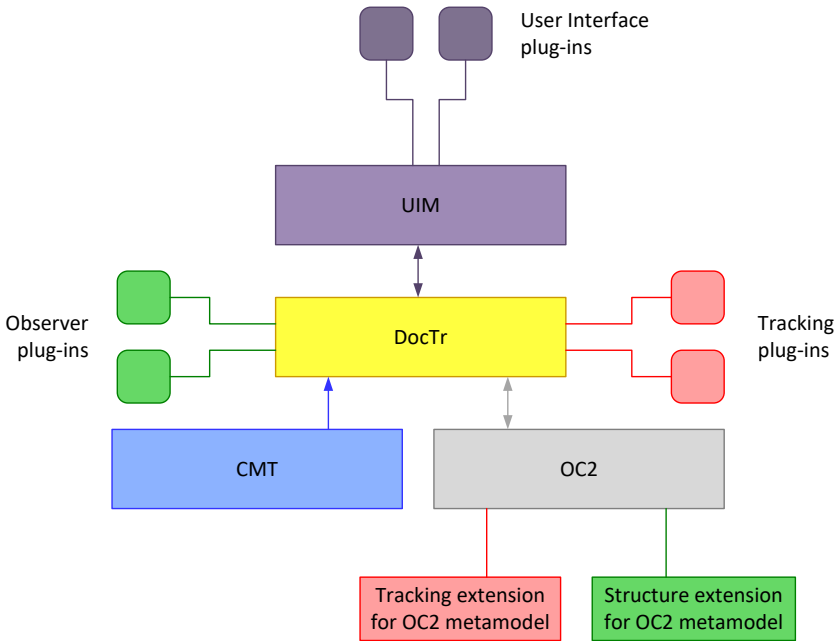 User Interface
plug-ins
UIM
Observer
plug-ins
DocTr
Tracking
plug-ins
CMT
OC2
Tracking extension
for OC2 metamodel
Structure extension
for OC2 metamodel